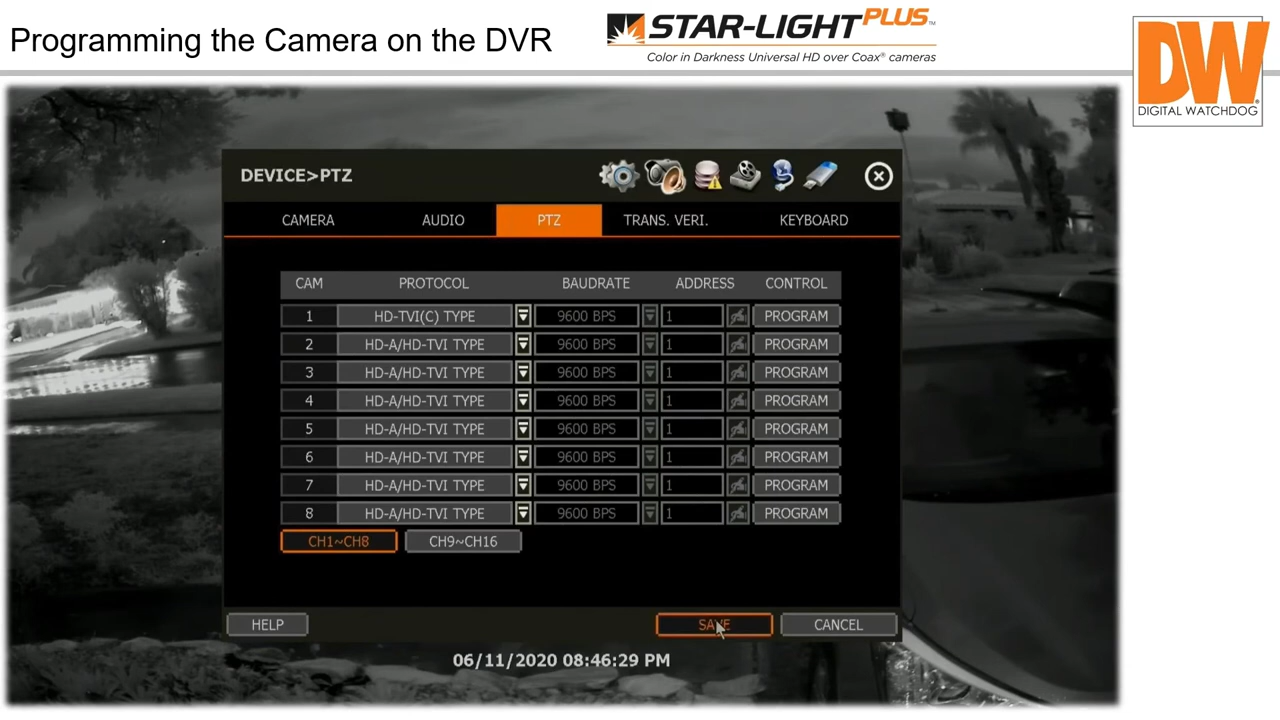 Programming the Camera on the DVR
STAR-LIGHT PLUS™
Color in Darkness Universal HD over Coax® cameras
DW®
DIGITAL WATCHDOG
DEVICE>PTZ
CAMERA AUDIO PTZ TRANS. VERI. KEYBOARD
CAM PROTOCOL BAUDRATE ADDRESS CONTROL
1 HD-TVI(C) TYPE 9600 BPS 1 PROGRAM
2 HD-A/HD-TVI TYPE 9600 BPS 1 PROGRAM
3 HD-A/HD-TVI TYPE 9600 BPS 1 PROGRAM
4 HD-A/HD-TVI TYPE 9600 BPS 1 PROGRAM
5 HD-A/HD-TVI TYPE 9600 BPS 1 PROGRAM
6 HD-A/HD-TVI TYPE 9600 BPS 1 PROGRAM
7 HD-A/HD-TVI TYPE 9600 BPS 1 PROGRAM
8 HD-A/HD-TVI TYPE 9600 BPS 1 PROGRAM
CH1~CH8 CH9~CH16
HELP SAVE CANCEL
06/11/2020 08:46:29 PM